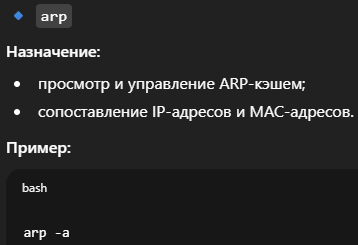 arp
Назначение:
• просмотр и управление ARP-кэшем;
• сопоставление IP-адресов и MAC-адресов.
Пример:
bash
arp -a